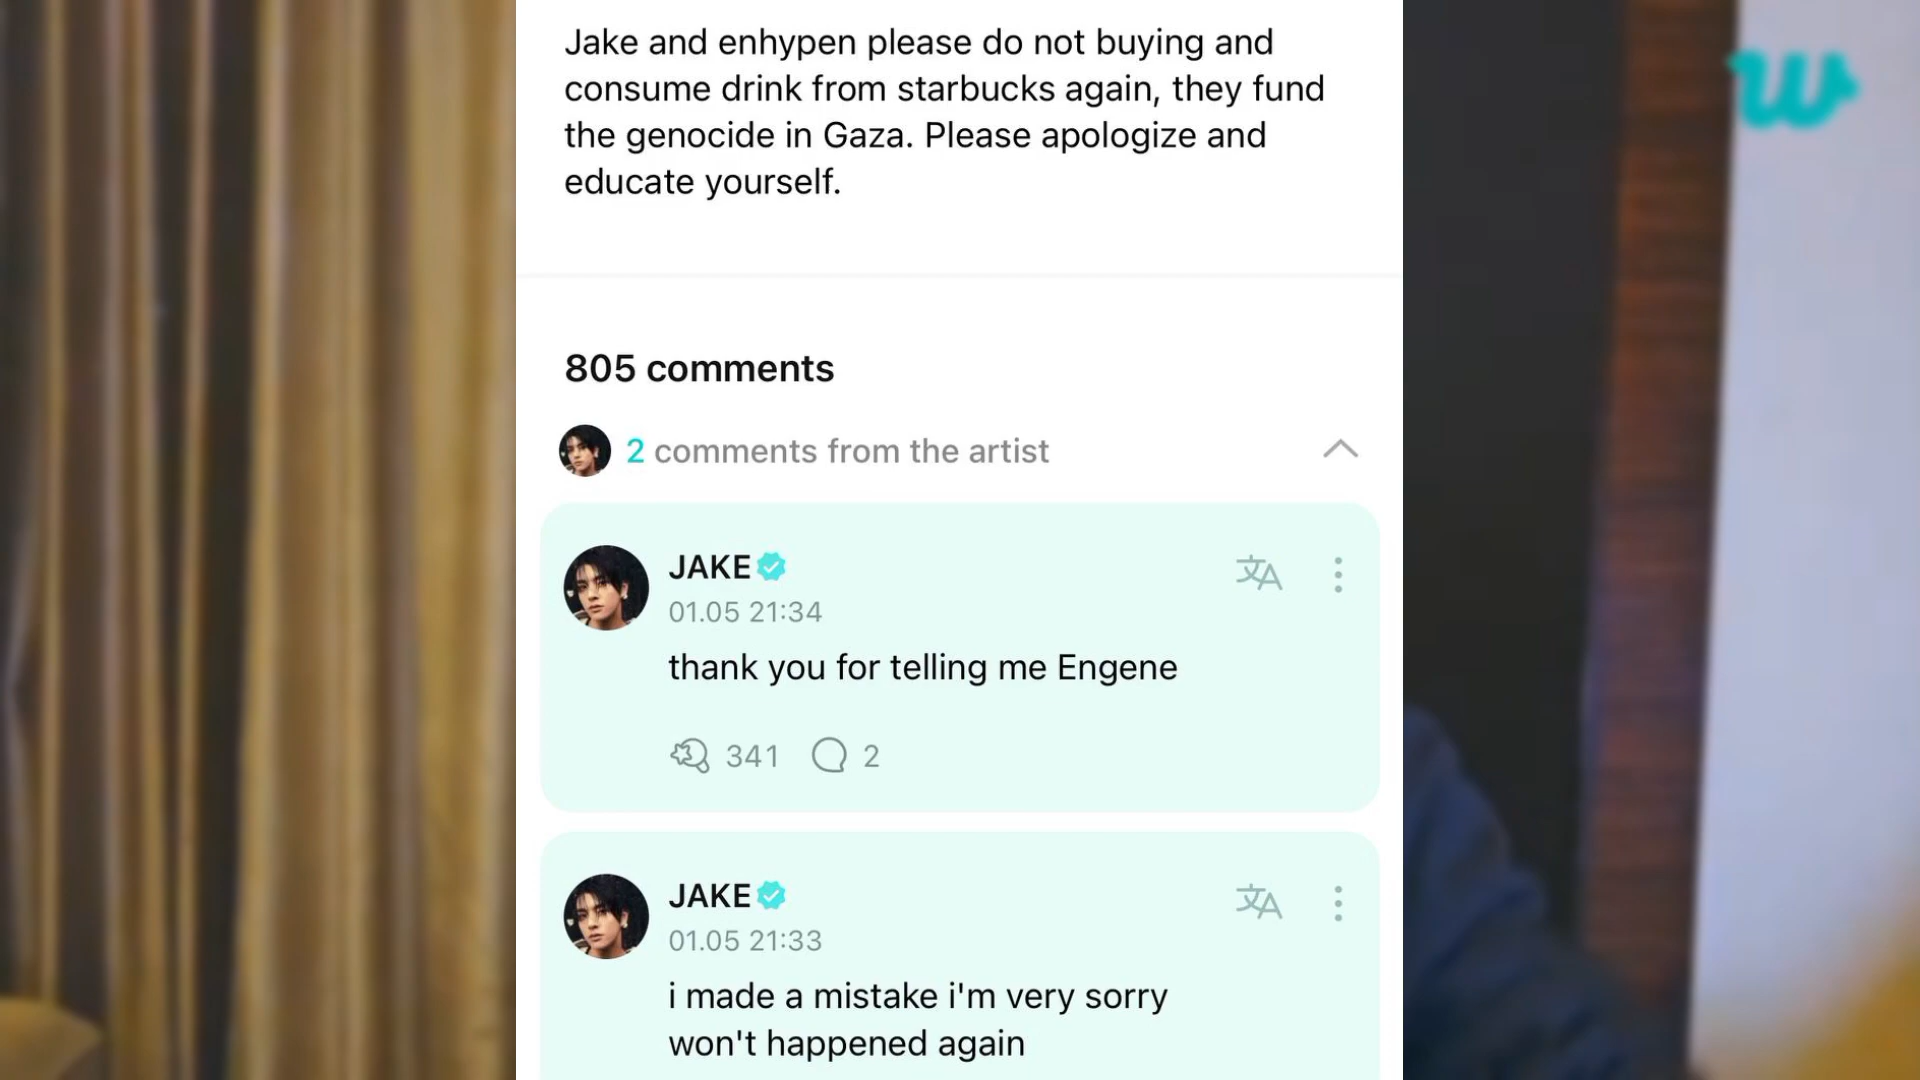 Jake and enhypen please do not buying and
consume drink from starbucks again, they fund
the genocide in Gaza. Please apologize and
educate yourself.
805 comments
2 comments from the artist
JAKE
01.05 21:34
thank you for telling me Engene
341 2
JAKE
01.05 21:33
i made a mistake i'm very sorry
won't happened again